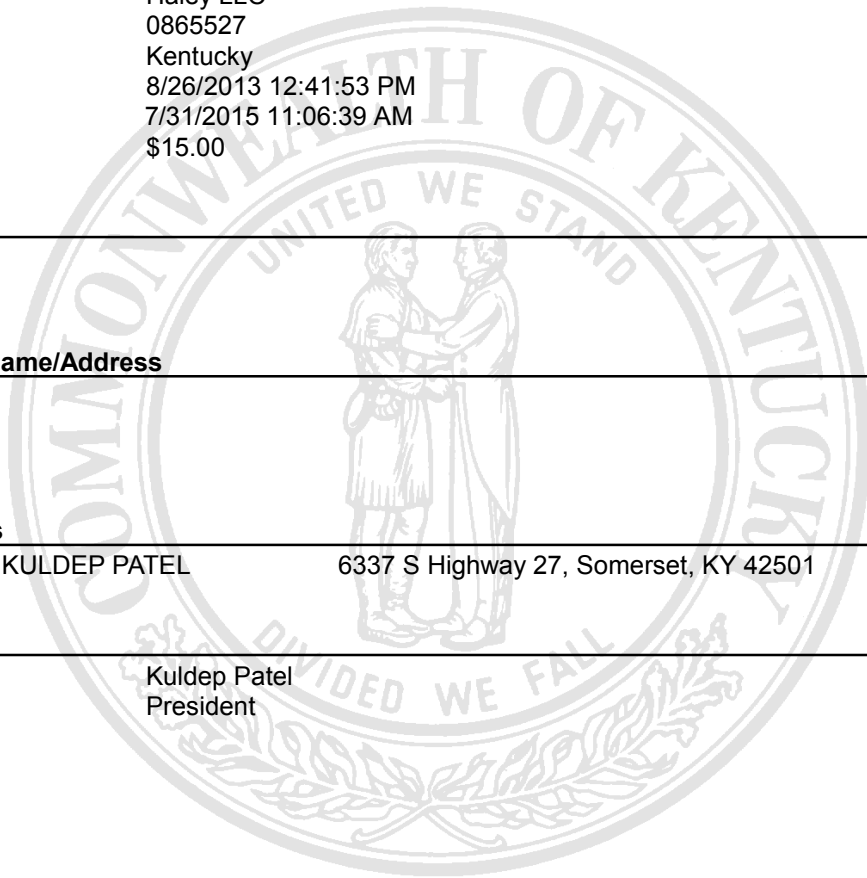 Haley LLC
0865527
Kentucky
8/26/2013 12:41:53 PM
7/31/2015 11:06:39 AM
$15.00
COMMONWEALTH OF KENTUCKY
UNITED WE STAND
ame/Address
s
KULDEP PATEL 6337 S Highway 27, Somerset, KY 42501
Kuldep Patel
President
DIVIDED WE FALL